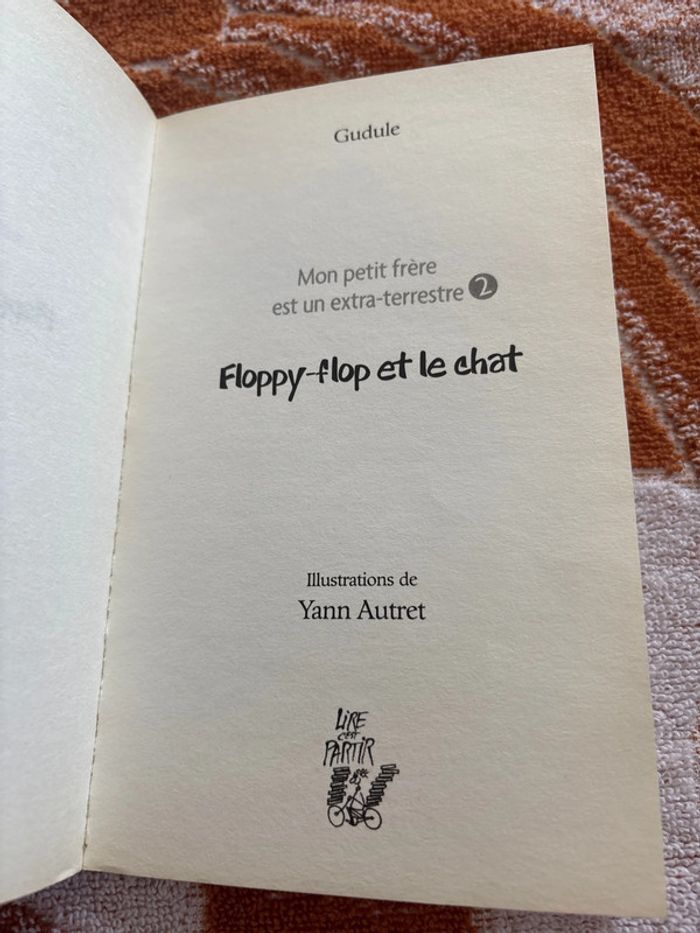 Gudule
Mon petit frère
est un extra-terrestre 2
Floppy-flop et le chat
Illustrations de
Yann Autret
LiRE
C'EST
PARTiR